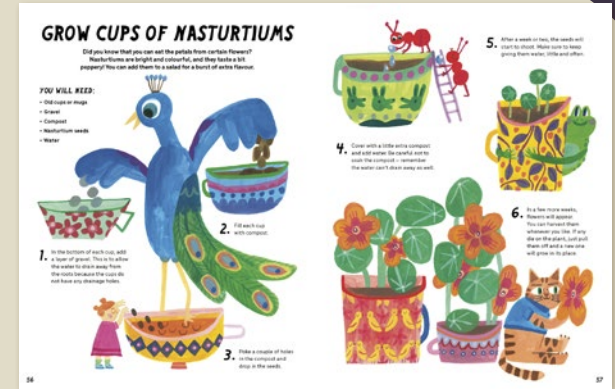 GROW CUPS OF NASTURTIUMS
Did you know that you can eat the petals from certain flowers?
Nasturtiums are bright and colourful, and they taste a bit
peppery! You can add them to a salad for a burst of extra flavour.
YOU WILL NEED:
- Old cups or mugs
- Gravel
- Compost
- Nasturtium seeds
- Water
1. In the bottom of each cup, add
a layer of gravel. This is to allow
the water to drain away from
the roots because the cups do
not have any drainage holes.
2. Fill each cup
with compost.
3. Poke a couple of holes
in the compost and
drop in the seeds.
56
4. Cover with a little extra compost
and add water. Be careful not to
soak the compost – remember
the water can't drain away as well.
5. After a week or two, the seeds will
start to shoot. Make sure to keep
giving them water, little and often.
6. In a few more weeks,
flowers will appear.
You can harvest them
whenever you like. If any
die on the plant, just pull
them off and a new one
will grow in its place.
57